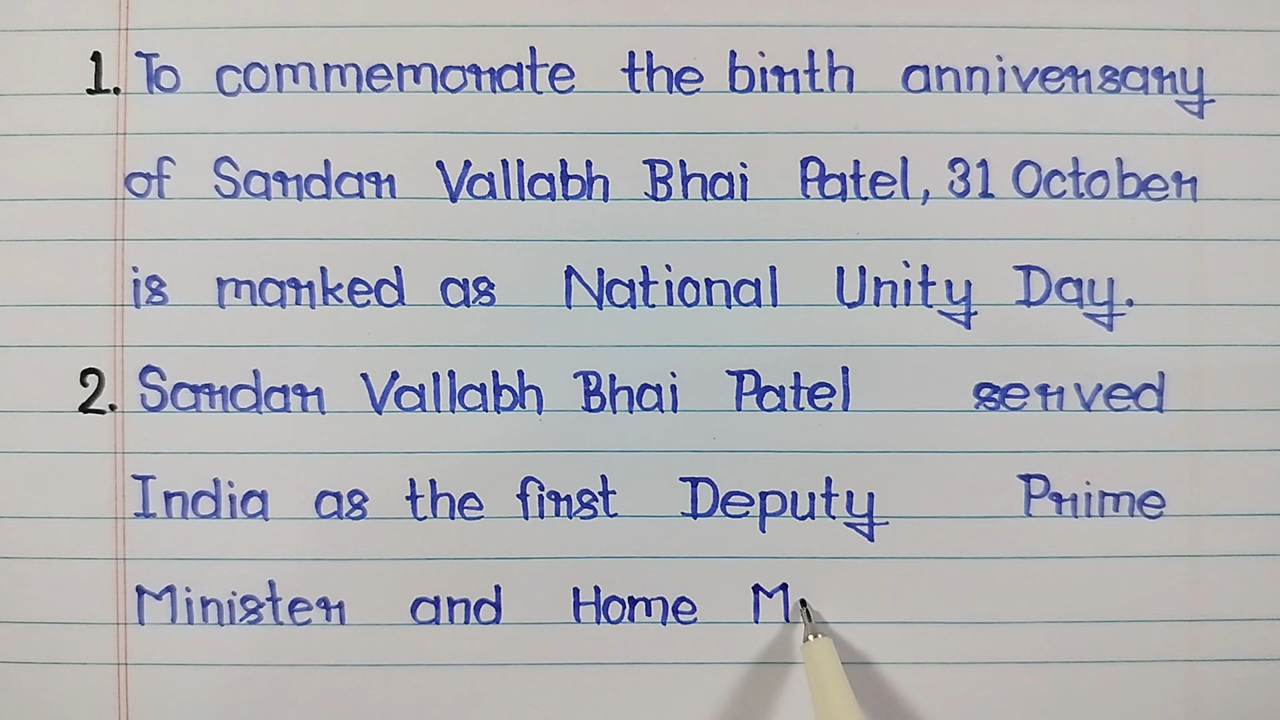 1. To commemorate the birth anniversary
of Sardar Vallabh Bhai Patel, 31 October
is marked as National Unity Day.
2. Sardar Vallabh Bhai Patel served
India as the first Deputy Prime
Minister and Home M